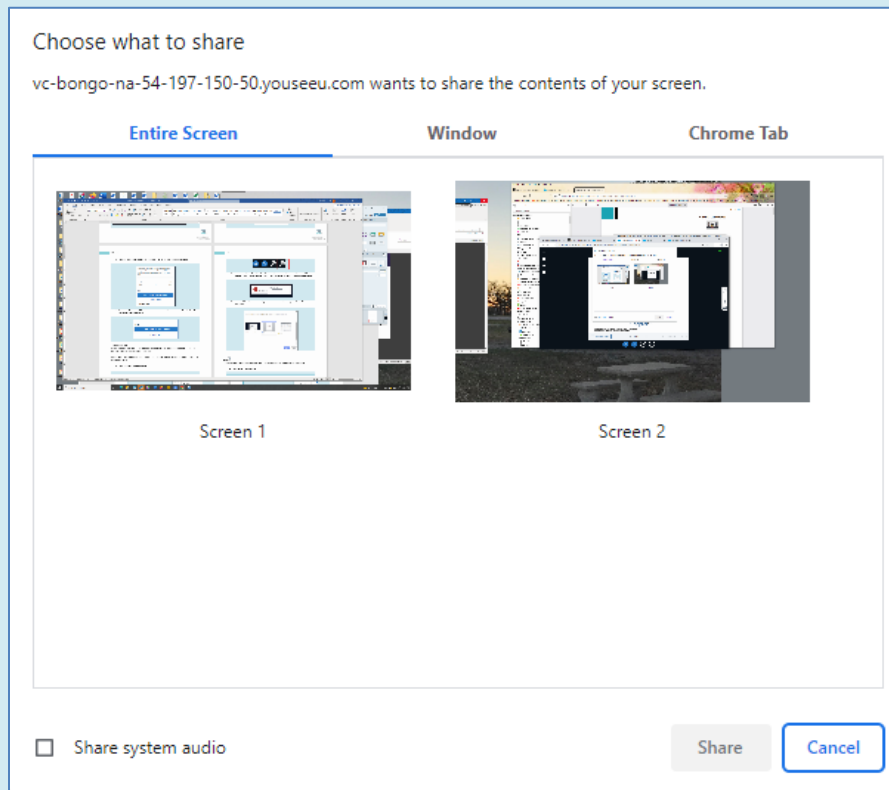 Choose what to share
vc-bongo-na-54-197-150-50.youseeu.com wants to share the contents of your screen.
Entire Screen
Window
Chrome Tab
Screen 1
Screen 2
Share system audio
Share
Cancel